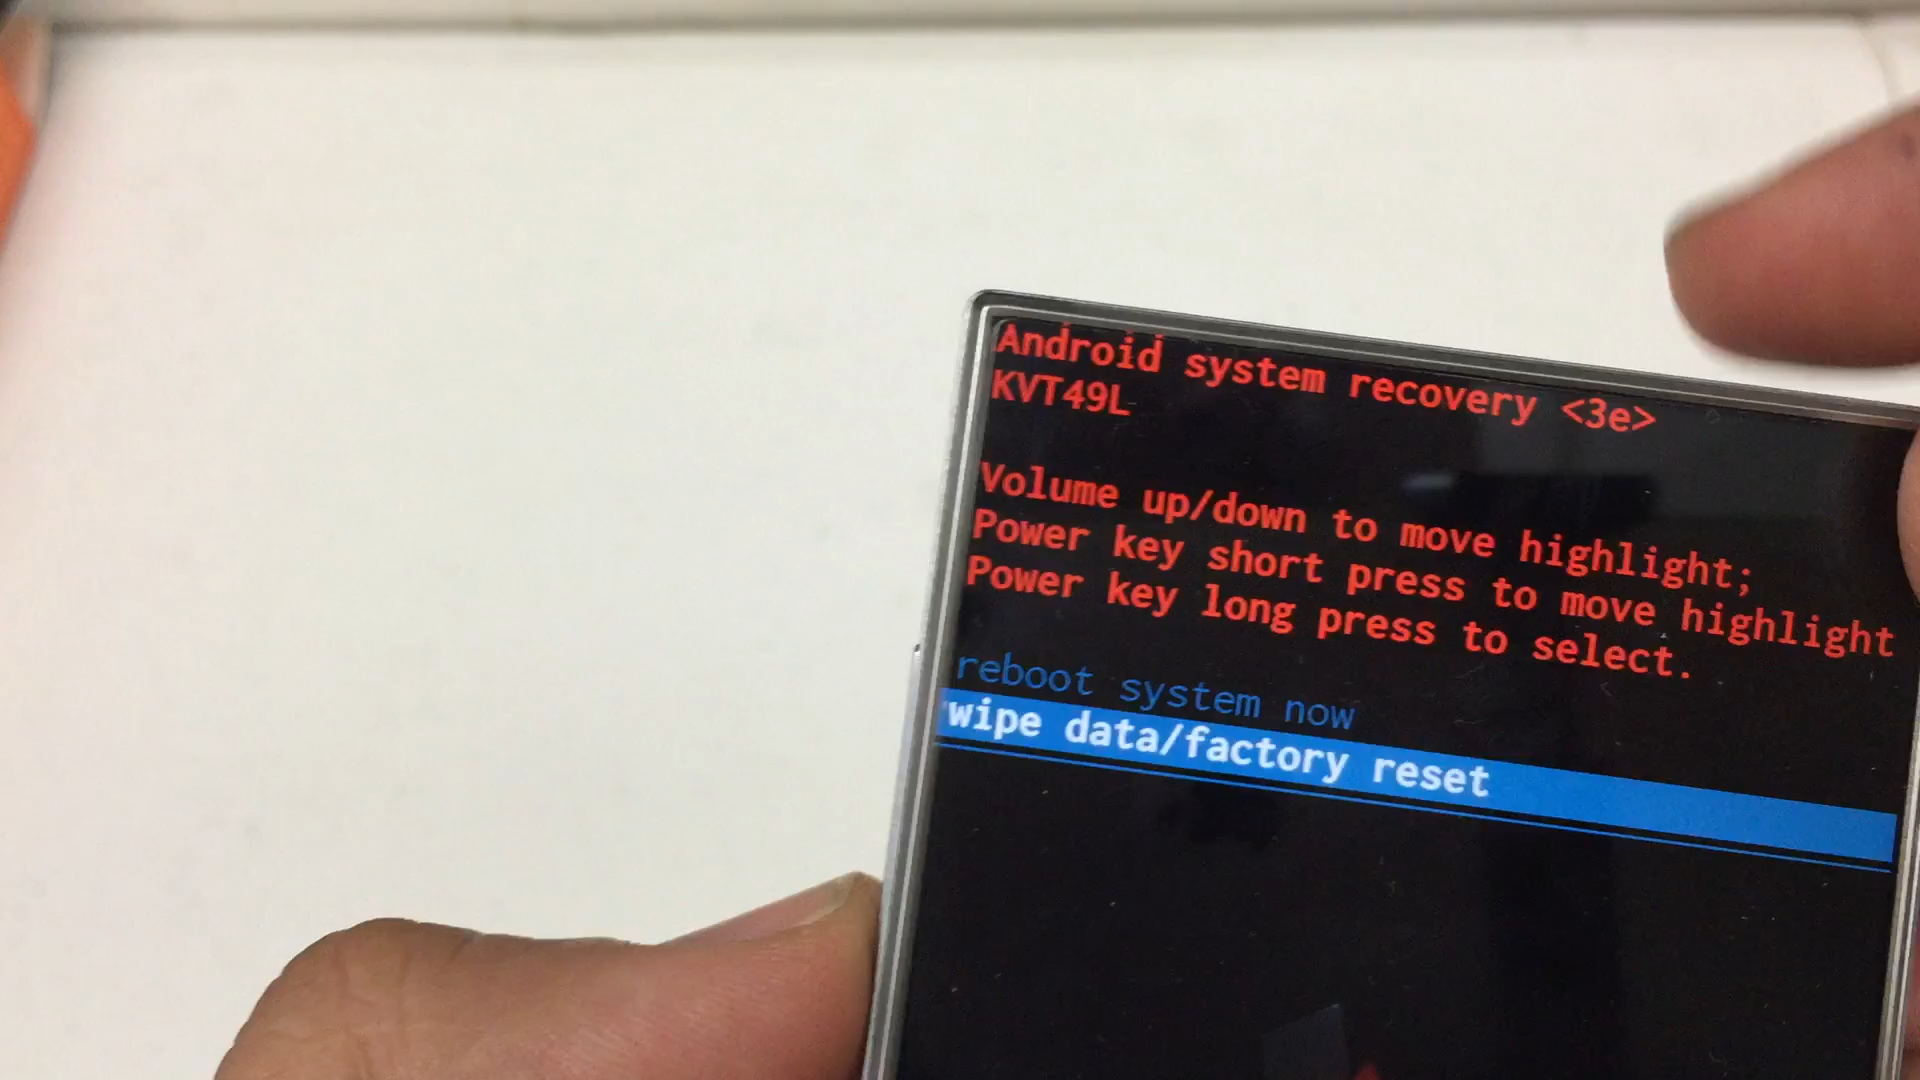 Android system recovery <3e>
KVT49L
Volume up/down to move highlight;
Power key short press to move highlight
Power key long press to select.
reboot system now
wipe data/factory reset